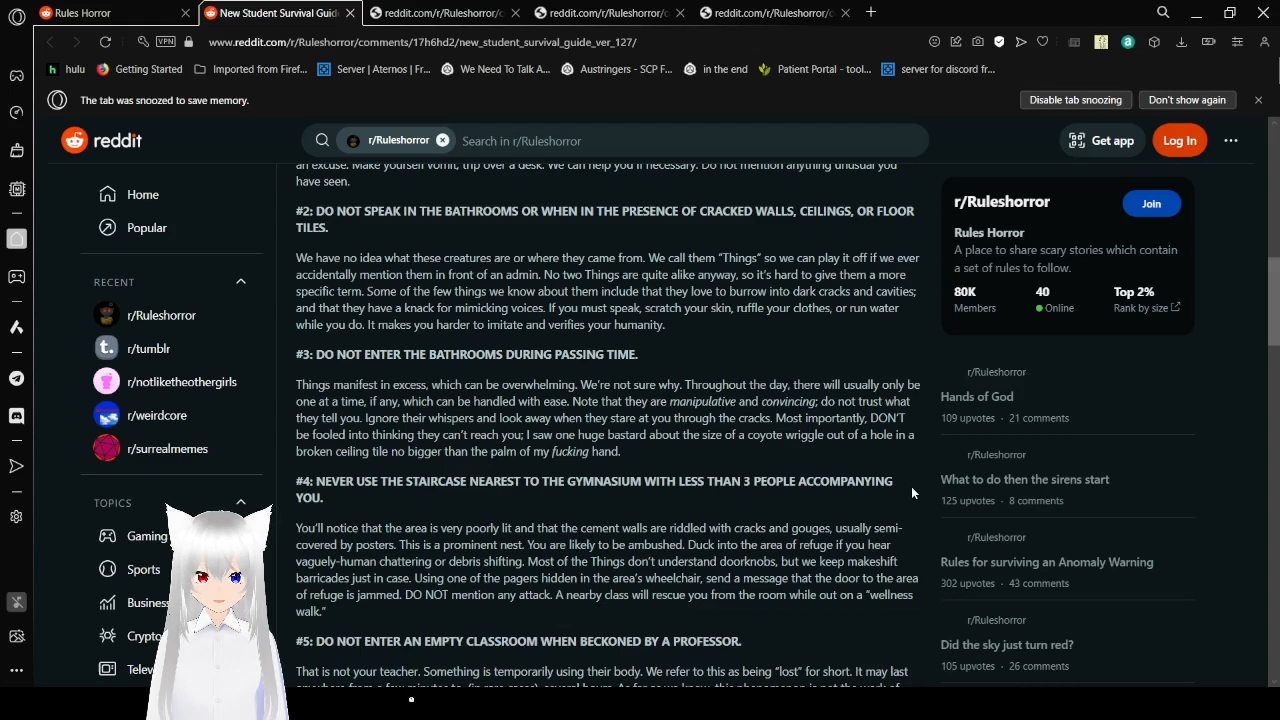 Rules Horror
New Student Survival Guide
reddit.com/r/Ruleshorror/c
reddit.com/r/Ruleshorror/c
reddit.com/r/Ruleshorror/c
VPN
www.reddit.com/r/Ruleshorror/comments/17h6hd2/new_student_survival_guide_ver_127/
hulu
Getting Started
Imported from Firef...
Server | Aternos | Fr...
We Need To Talk A...
Austringers - SCP F...
in the end
Patient Portal - tool...
server for discord fr...
The tab was snoozed to save memory.
Disable tab snoozing
Don't show again
reddit
r/Ruleshorror
Search in r/Ruleshorror
Get app
Log In
Home
Popular
RECENT
r/Ruleshorror
r/tumblr
r/notliketheothergirls
r/weirdcore
r/surrealmemes
TOPICS
Gaming
Sports
Business
Crypto
Telev
an excuse. Make yourself vomit, trip over a desk. We can help you if necessary. Do not mention anything unusual you
have seen.
#2: DO NOT SPEAK IN THE BATHROOMS OR WHEN IN THE PRESENCE OF CRACKED WALLS, CEILINGS, OR FLOOR
TILES.
We have no idea what these creatures are or where they came from. We call them “Things” so we can play it off if we ever
accidentally mention them in front of an admin. No two Things are quite alike anyway, so it’s hard to give them a more
specific term. Some of the few things we know about them include that they love to burrow into dark cracks and cavities;
and that they have a knack for mimicking voices. If you must speak, scratch your skin, ruffle your clothes, or run water
while you do. It makes you harder to imitate and verifies your humanity.
#3: DO NOT ENTER THE BATHROOMS DURING PASSING TIME.
Things manifest in excess, which can be overwhelming. We’re not sure why. Throughout the day, there will usually only be
one at a time, if any, which can be handled with ease. Note that they are manipulative and convincing; do not trust what
they tell you. Ignore their whispers and look away when they stare at you through the cracks. Most importantly, DON’T
be fooled into thinking they can’t reach you; I saw one huge bastard about the size of a coyote wriggle out of a hole in a
broken ceiling tile no bigger than the palm of my fucking hand.
#4: NEVER USE THE STAIRCASE NEAREST TO THE GYMNASIUM WITH LESS THAN 3 PEOPLE ACCOMPANYING
YOU.
You’ll notice that the area is very poorly lit and that the cement walls are riddled with cracks and gouges, usually semi-
covered by posters. This is a prominent nest. You are likely to be ambushed. Duck into the area of refuge if you hear
vaguely-human chattering or debris shifting. Most of the Things don’t understand doorknobs, but we keep makeshift
barricades just in case. Using one of the pagers hidden in the area’s wheelchair, send a message that the door to the area
of refuge is jammed. DO NOT mention any attack. A nearby class will rescue you from the room while out on a “wellness
walk.”
#5: DO NOT ENTER AN EMPTY CLASSROOM WHEN BECKONED BY A PROFESSOR.
That is not your teacher. Something is temporarily using their body. We refer to this as being “lost” for short. It may last
r/Ruleshorror
Join
Rules Horror
A place to share scary stories which contain
a set of rules to follow.
80K
40
Top 2%
Members
Online
Rank by size
r/Ruleshorror
Hands of God
109 upvotes · 21 comments
r/Ruleshorror
What to do then the sirens start
125 upvotes · 8 comments
r/Ruleshorror
Rules for surviving an Anomaly Warning
302 upvotes · 43 comments
r/Ruleshorror
Did the sky just turn red?
105 upvotes · 26 comments